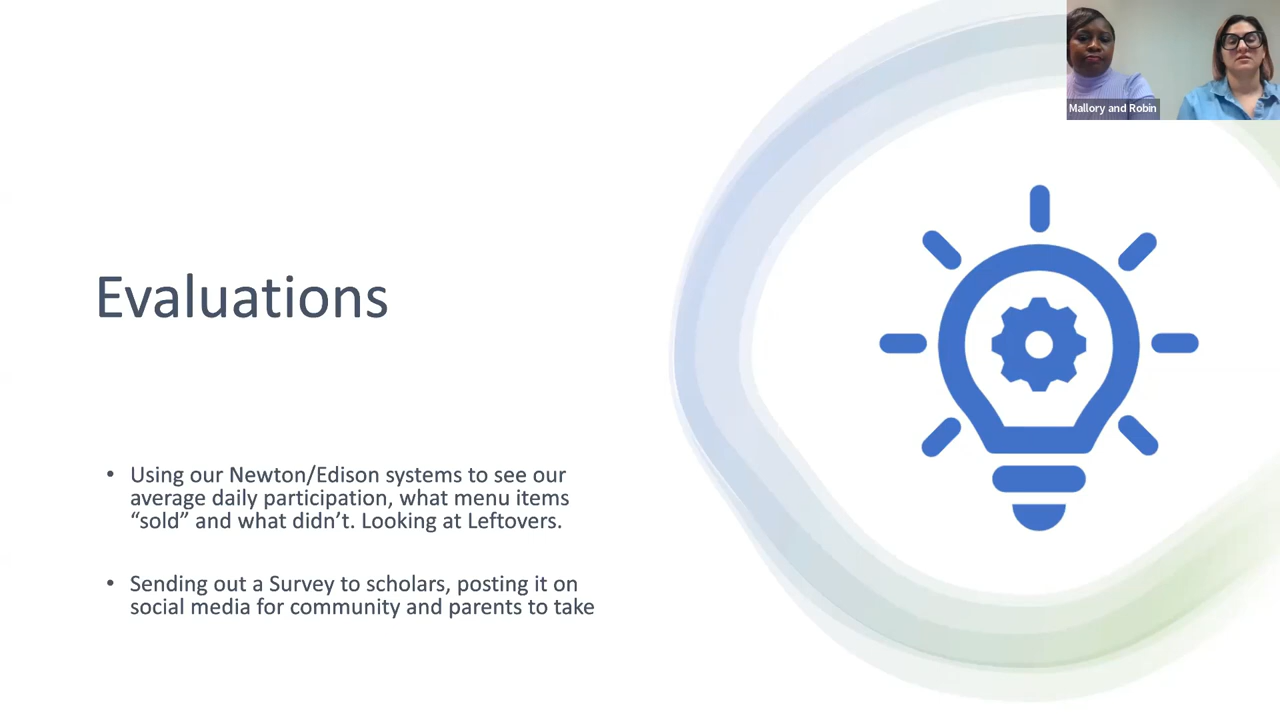 Mallory and Robin
Evaluations
• Using our Newton/Edison systems to see our
average daily participation, what menu items
“sold” and what didn’t. Looking at Leftovers.
• Sending out a Survey to scholars, posting it on
social media for community and parents to take